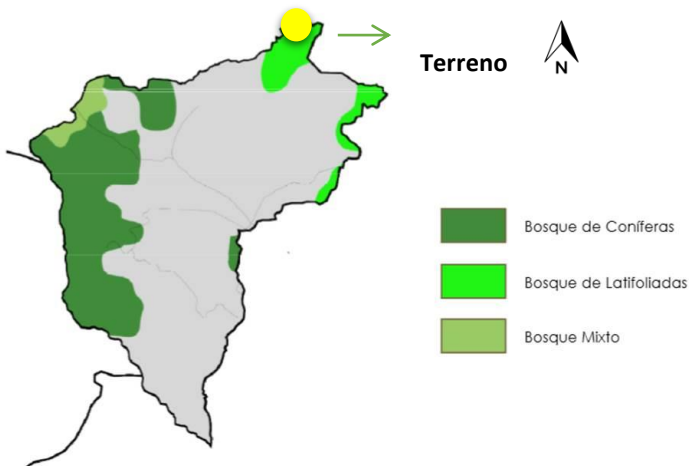 Terreno
N
Bosque de Coníferas
Bosque de Latifoliadas
Bosque Mixto